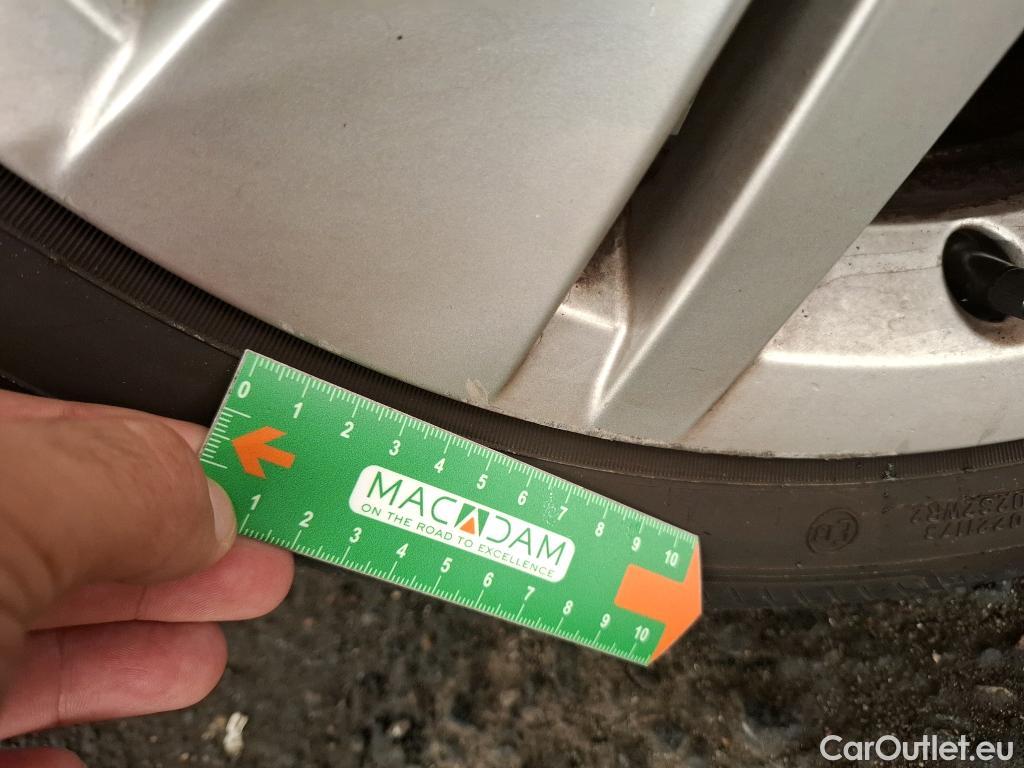 0 1 2 3 4 5 6 7 8 9 10
MACADAM
ON THE ROAD TO EXCELLENCE
1 2 3 4 5 6 7 8 9 10
CarOutlet.eu